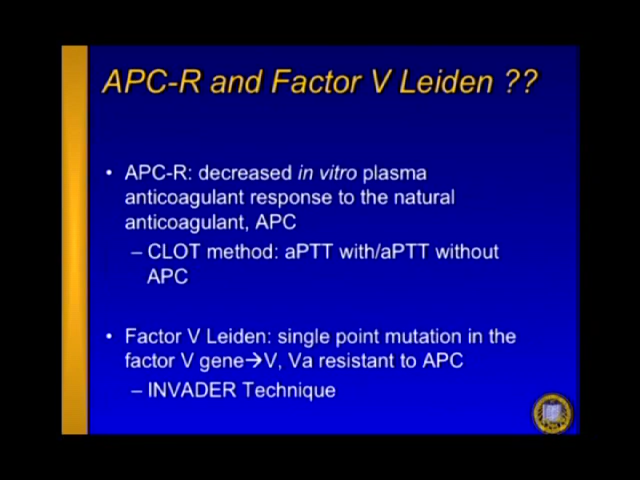 APC-R and Factor V Leiden ??
• APC-R: decreased in vitro plasma
anticoagulant response to the natural
anticoagulant, APC
– CLOT method: aPTT with/aPTT without
APC
• Factor V Leiden: single point mutation in the
factor V gene→V, Va resistant to APC
– INVADER Technique